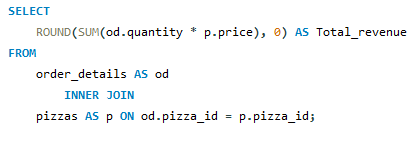 SELECT
ROUND(SUM(od.quantity * p.price), 0) AS Total_revenue
FROM
order_details AS od
INNER JOIN
pizzas AS p ON od.pizza_id = p.pizza_id;